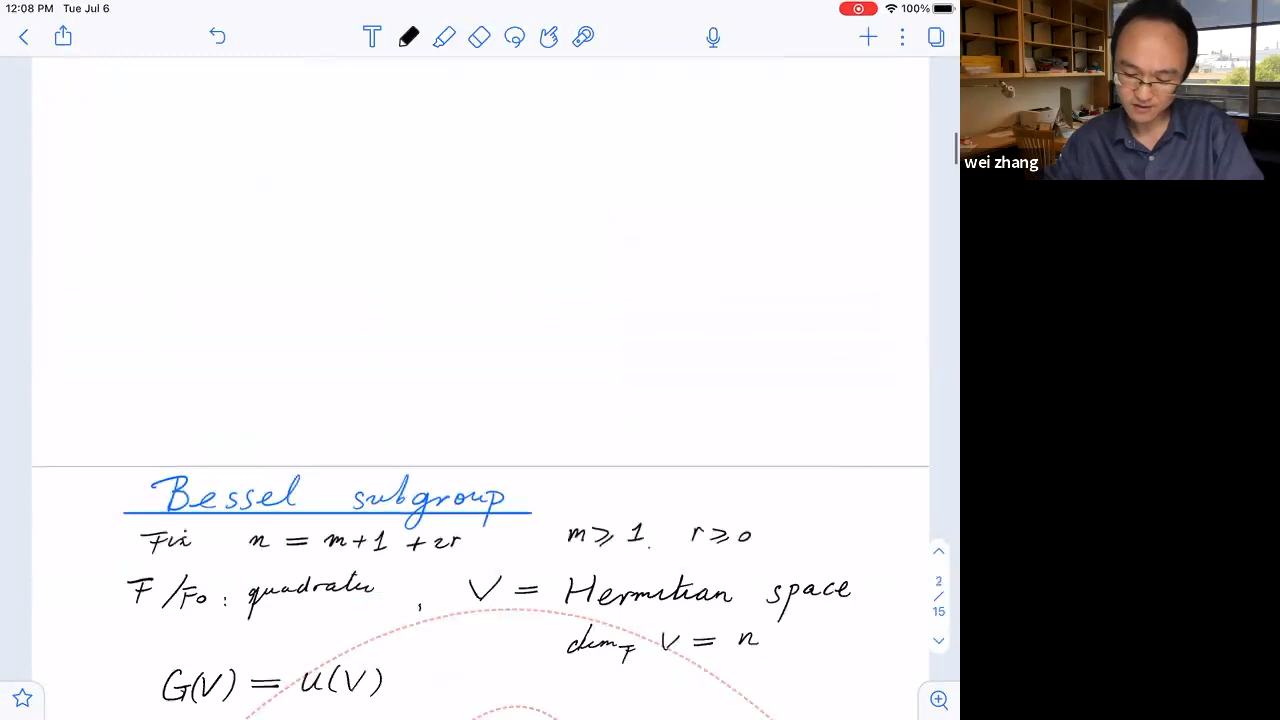 12:08 PM Tue Jul 6
100%
wei zhang
Bessel subgroup
Fix n = m+1 +2r m ≥ 1. r ≥ 0
F/F₀ : quadratic , V = Hermitian space
dim_F V = n
G(V) = U(V)
2
/
15